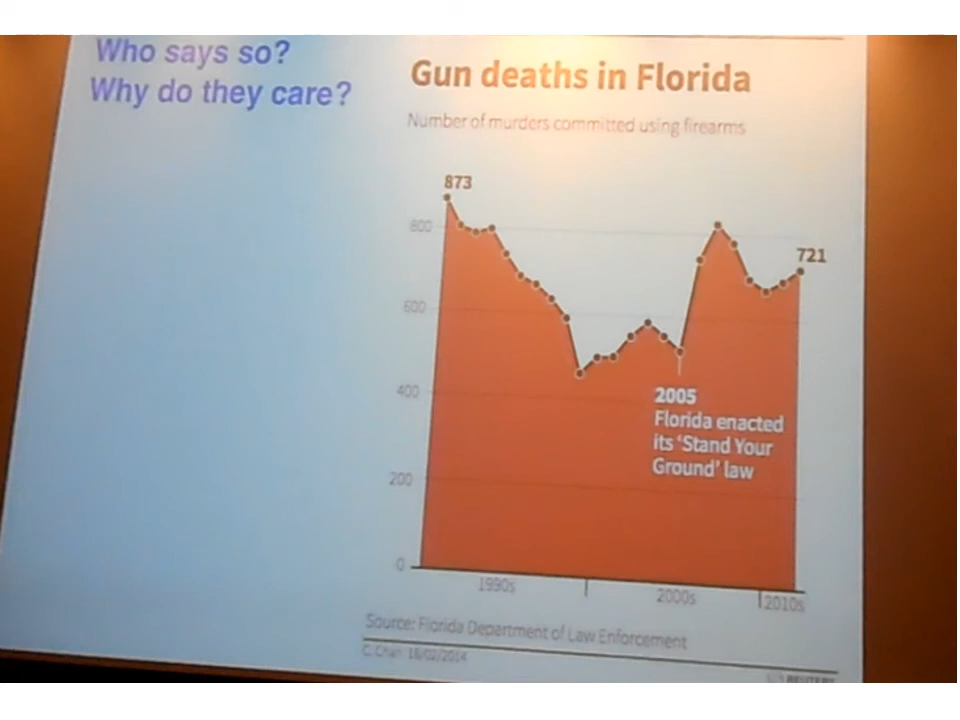 Who says so?
Why do they care?
Gun deaths in Florida
Number of murders committed using firearms
873
800
721
600
400
2005
Florida enacted
its 'Stand Your
Ground' law
200
0
1990s
2000s
2010s
Source: Florida Department of Law Enforcement
C. Chan 16/02/2014
REUTERS